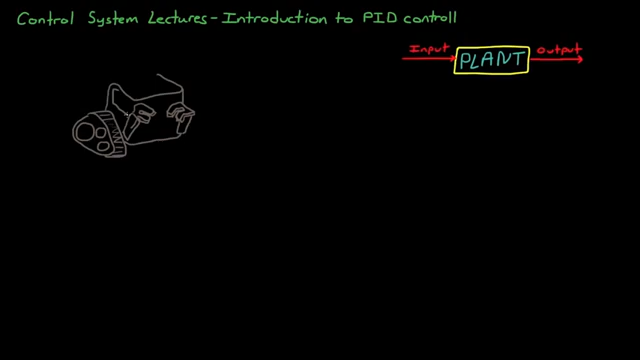 Control System Lectures - Introduction to PID controll
Input PLANT Output